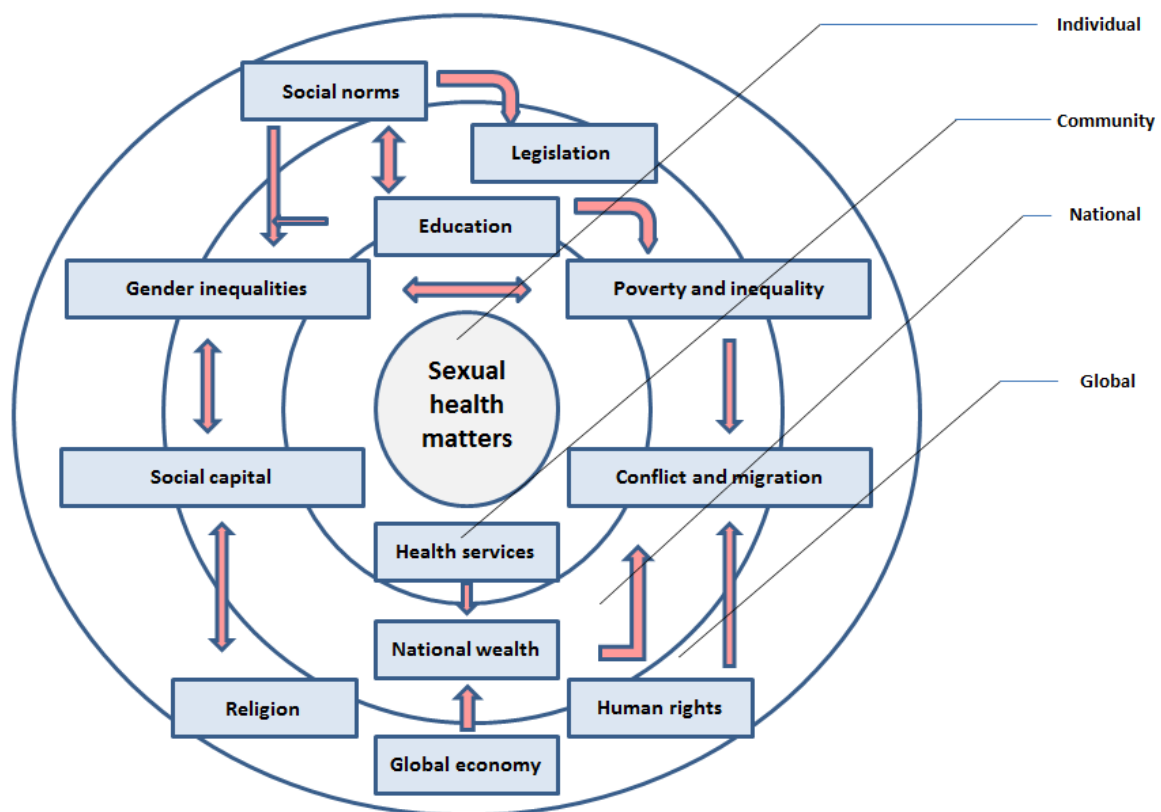 Individual
Social norms
Community
Legislation
National
Education
Gender inequalities
Poverty and inequality
Sexual
health
matters
Global
Social capital
Conflict and migration
Health services
National wealth
Religion
Human rights
Global economy